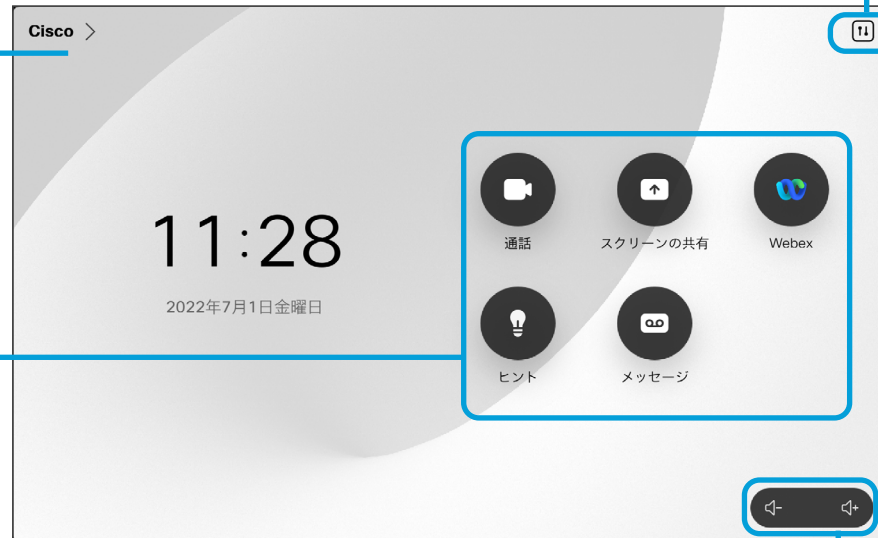 Cisco
11:28
2022年7月1日金曜日
通話
スクリーンの共有
Webex
ヒント
メッセージ